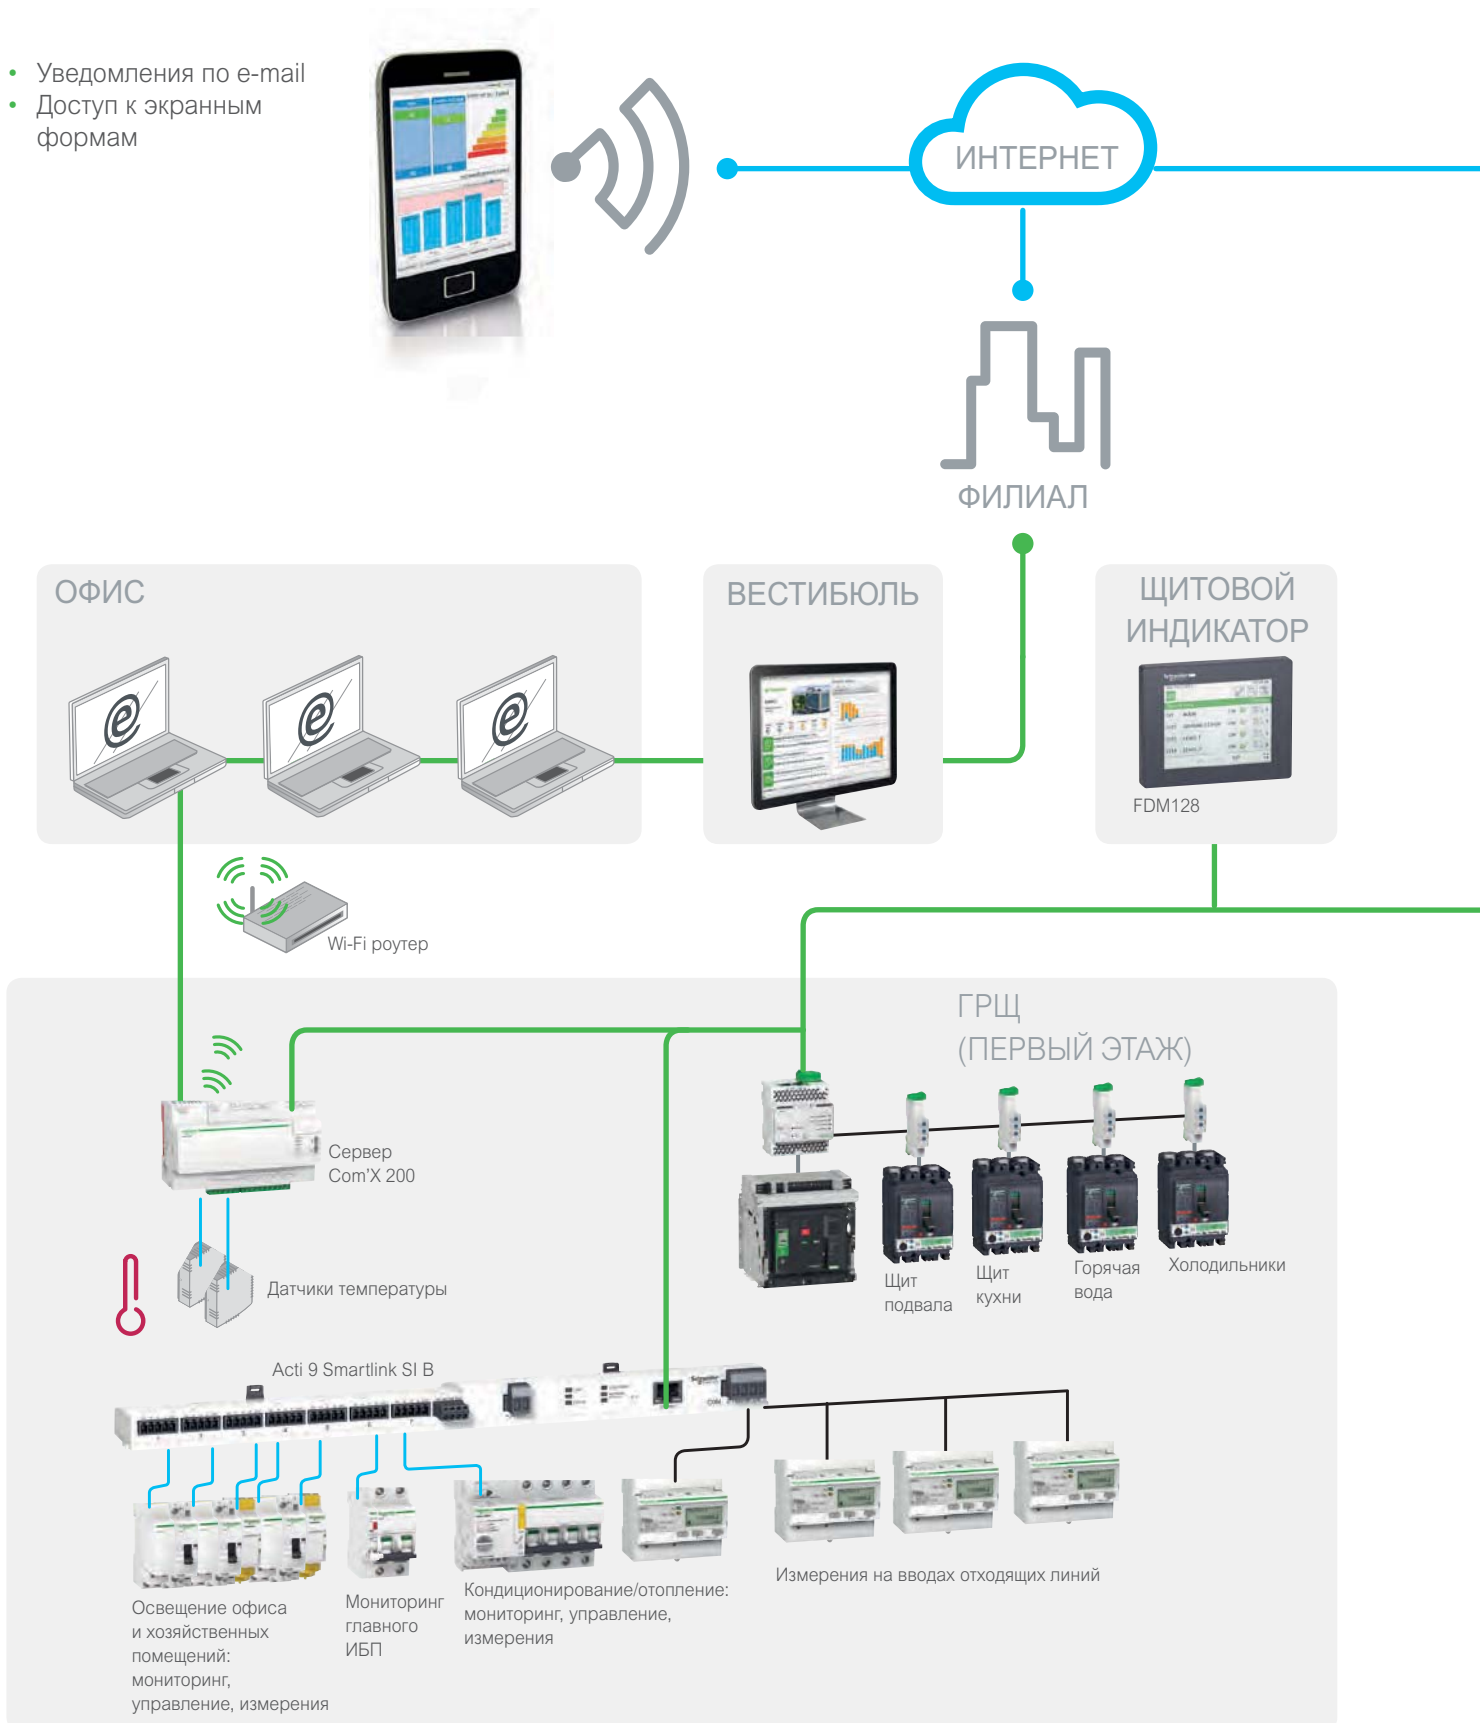 • Уведомления по e-mail
• Доступ к экранным
формам
ИНТЕРНЕТ
ФИЛИАЛ
ОФИС
ВЕСТИБЮЛЬ
ЩИТОВОЙ
ИНДИКАТОР
FDM128
Wi-Fi роутер
ГРЩ
(ПЕРВЫЙ ЭТАЖ)
Сервер
Com'X 200
Датчики температуры
Щит
подвала
Щит
кухни
Горячая
вода
Холодильники
Acti 9 Smartlink SI B
Schneider
Освещение офиса
и хозяйственных
помещений:
мониторинг,
управление, измерения
Мониторинг
главного
ИБП
Кондиционирование/отопление:
мониторинг, управление,
измерения
Измерения на вводах отходящих линий